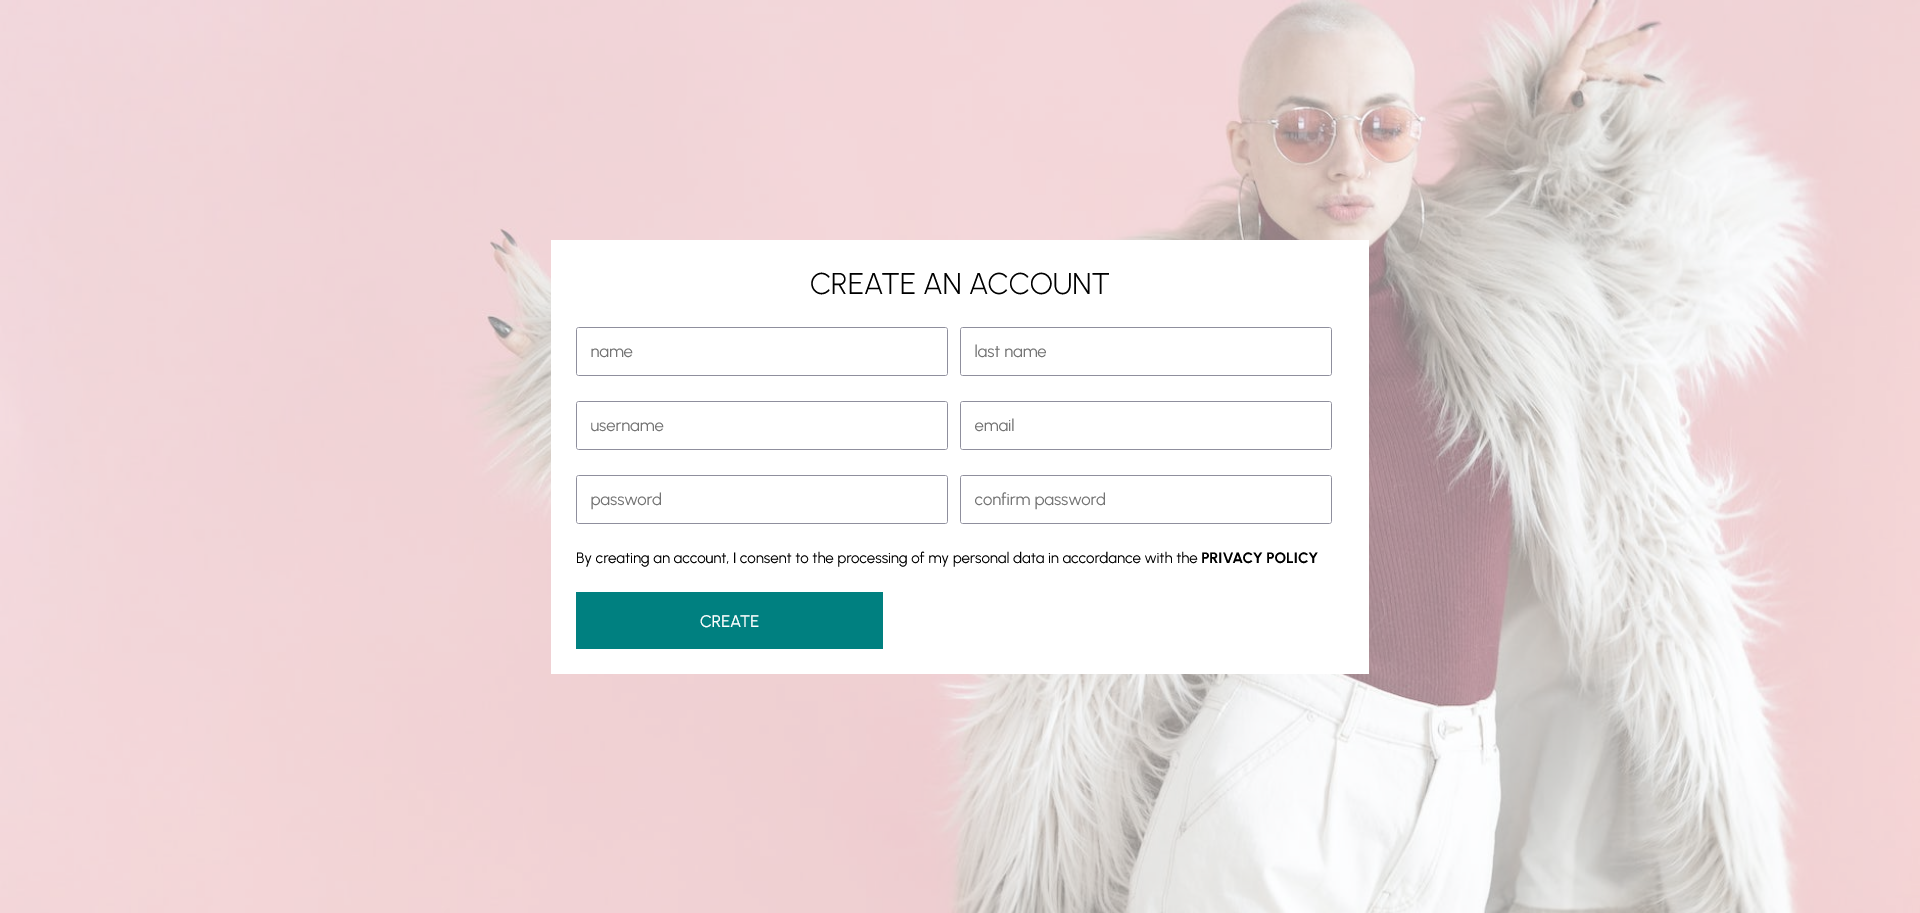 CREATE AN ACCOUNT
name
last name
username
email
password
confirm password
By creating an account, I consent to the processing of my personal data in accordance with the PRIVACY POLICY
CREATE